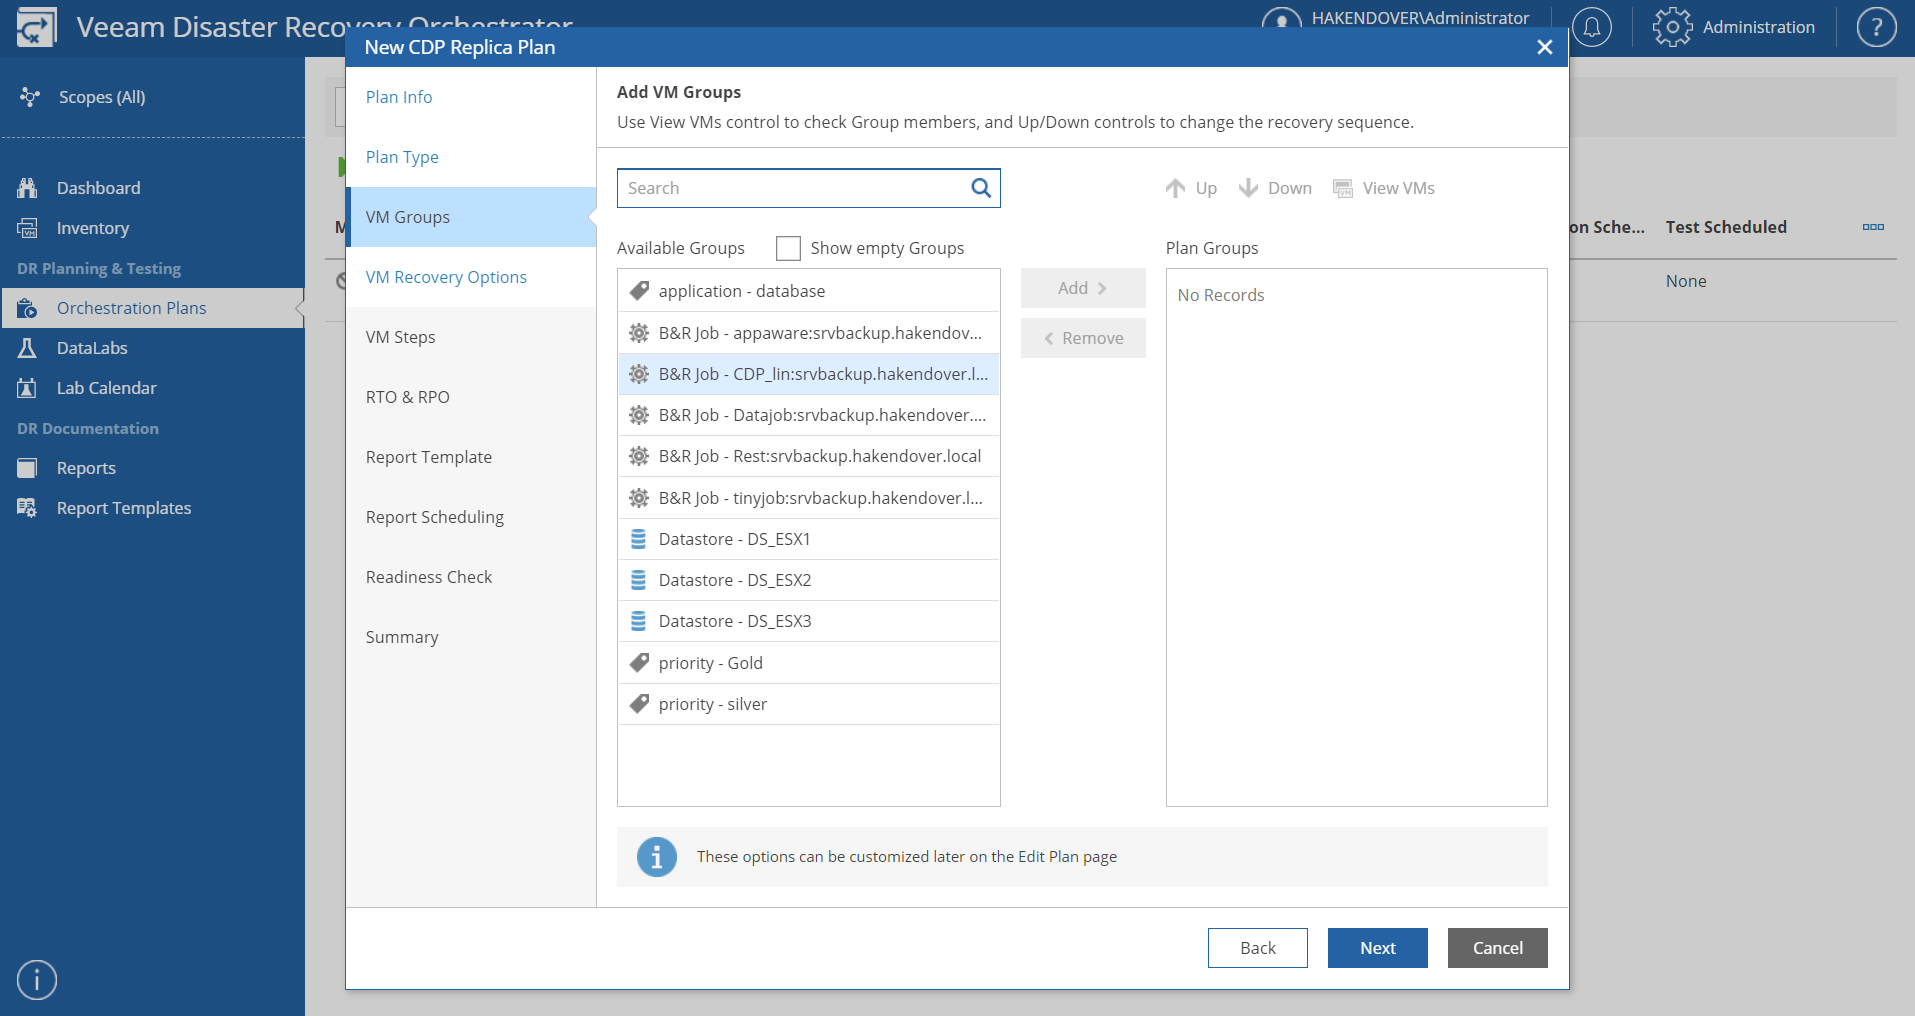 Veeam Disaster Recovery Orchestrator
HAKENDOVER\Administrator
Administration
?
New CDP Replica Plan
Scopes (All)
Dashboard
Inventory
DR Planning & Testing
Orchestration Plans
DataLabs
Lab Calendar
DR Documentation
Reports
Report Templates
Plan Info
Plan Type
VM Groups
VM Recovery Options
VM Steps
RTO & RPO
Report Template
Report Scheduling
Readiness Check
Summary
Add VM Groups
Use View VMs control to check Group members, and Up/Down controls to change the recovery sequence.
Search
Up Down View VMs
Available Groups Show empty Groups
application - database
B&R Job - appaware:srvbackup.hakendov...
B&R Job - CDP_lin:srvbackup.hakendover.l...
B&R Job - Datajob:srvbackup.hakendover....
B&R Job - Rest:srvbackup.hakendover.local
B&R Job - tinyjob:srvbackup.hakendover.l...
Datastore - DS_ESX1
Datastore - DS_ESX2
Datastore - DS_ESX3
priority - Gold
priority - silver
Add
Remove
Plan Groups
No Records
on Sche... Test Scheduled
None
These options can be customized later on the Edit Plan page
Back Next Cancel